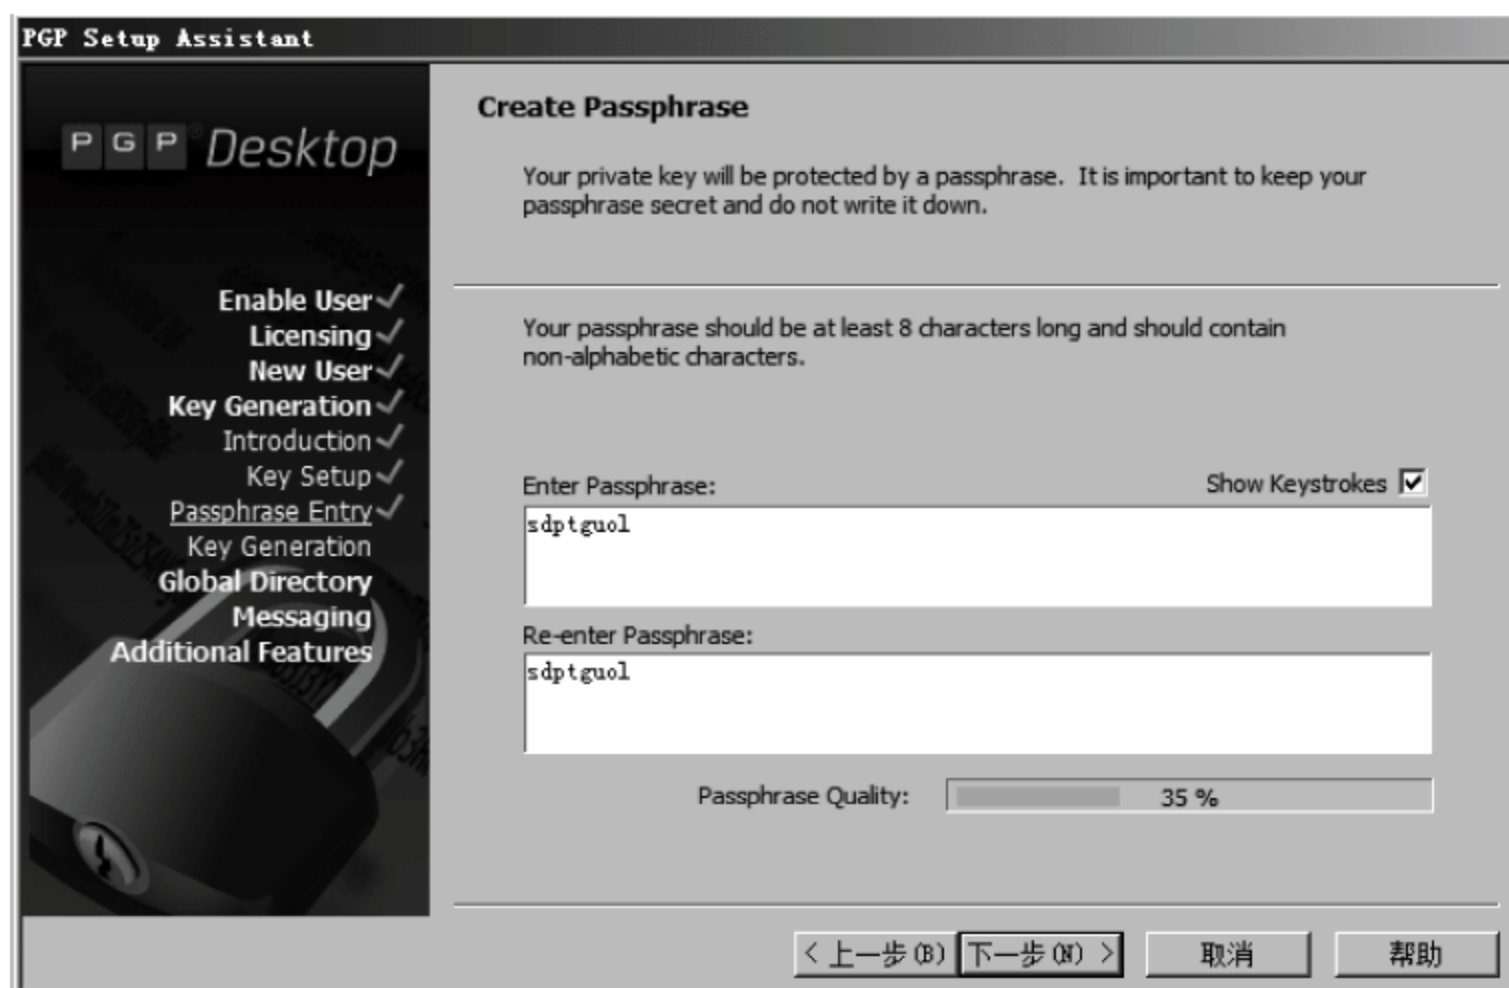 PGP Setup Assistant
PGP® Desktop
Enable User
Licensing
New User
Key Generation
Introduction
Key Setup
Passphrase Entry
Key Generation
Global Directory
Messaging
Additional Features
Create Passphrase
Your private key will be protected by a passphrase. It is important to keep your
passphrase secret and do not write it down.
Your passphrase should be at least 8 characters long and should contain
non-alphabetic characters.
Enter Passphrase:
Show Keystrokes
sdptguol
Re-enter Passphrase:
sdptguol
Passphrase Quality:
35 %
< 上一步(B)
下一步(N) >
取消
帮助